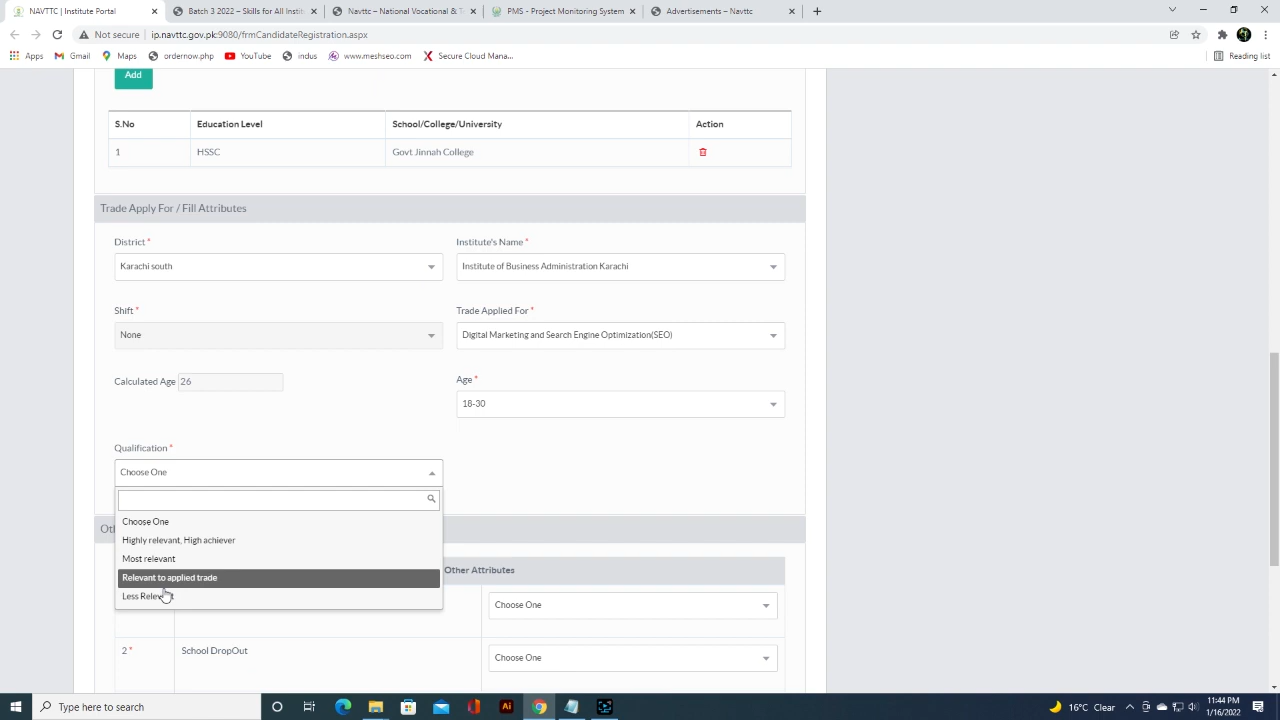 NAVTTC
Batch 3 2022 – Skills for All Instit
Navttc – National Vocational & T
PMS - Project Monitoring System
Advertisements – Navttc
Not secure
ip.navttc.gov.pk:9080/frmCandidateRegistration.aspx
Apps
Gmail
Maps
ordernow.php
YouTube
indus
www.meshseo.com
Secure Cloud Mana...
Reading list
Add
S.No Education Level School/College/University Action
1 HSSC Govt Jinnah College
Trade Apply For / Fill Attributes
District * Institute's Name *
Karachi south Institute of Business Administration Karachi
Shift * Trade Applied For *
None Digital Marketing and Search Engine Optimization(SEO)
Calculated Age 26 Age *
18-30
Qualification *
Choose One
Choose One
Highly relevant, High achiever
Most relevant
Relevant to applied trade
Less Relevant
Other Attributes
Choose One
2 * School DropOut Choose One
Type here to search
16°C Clear
11:44 PM
1/16/2022